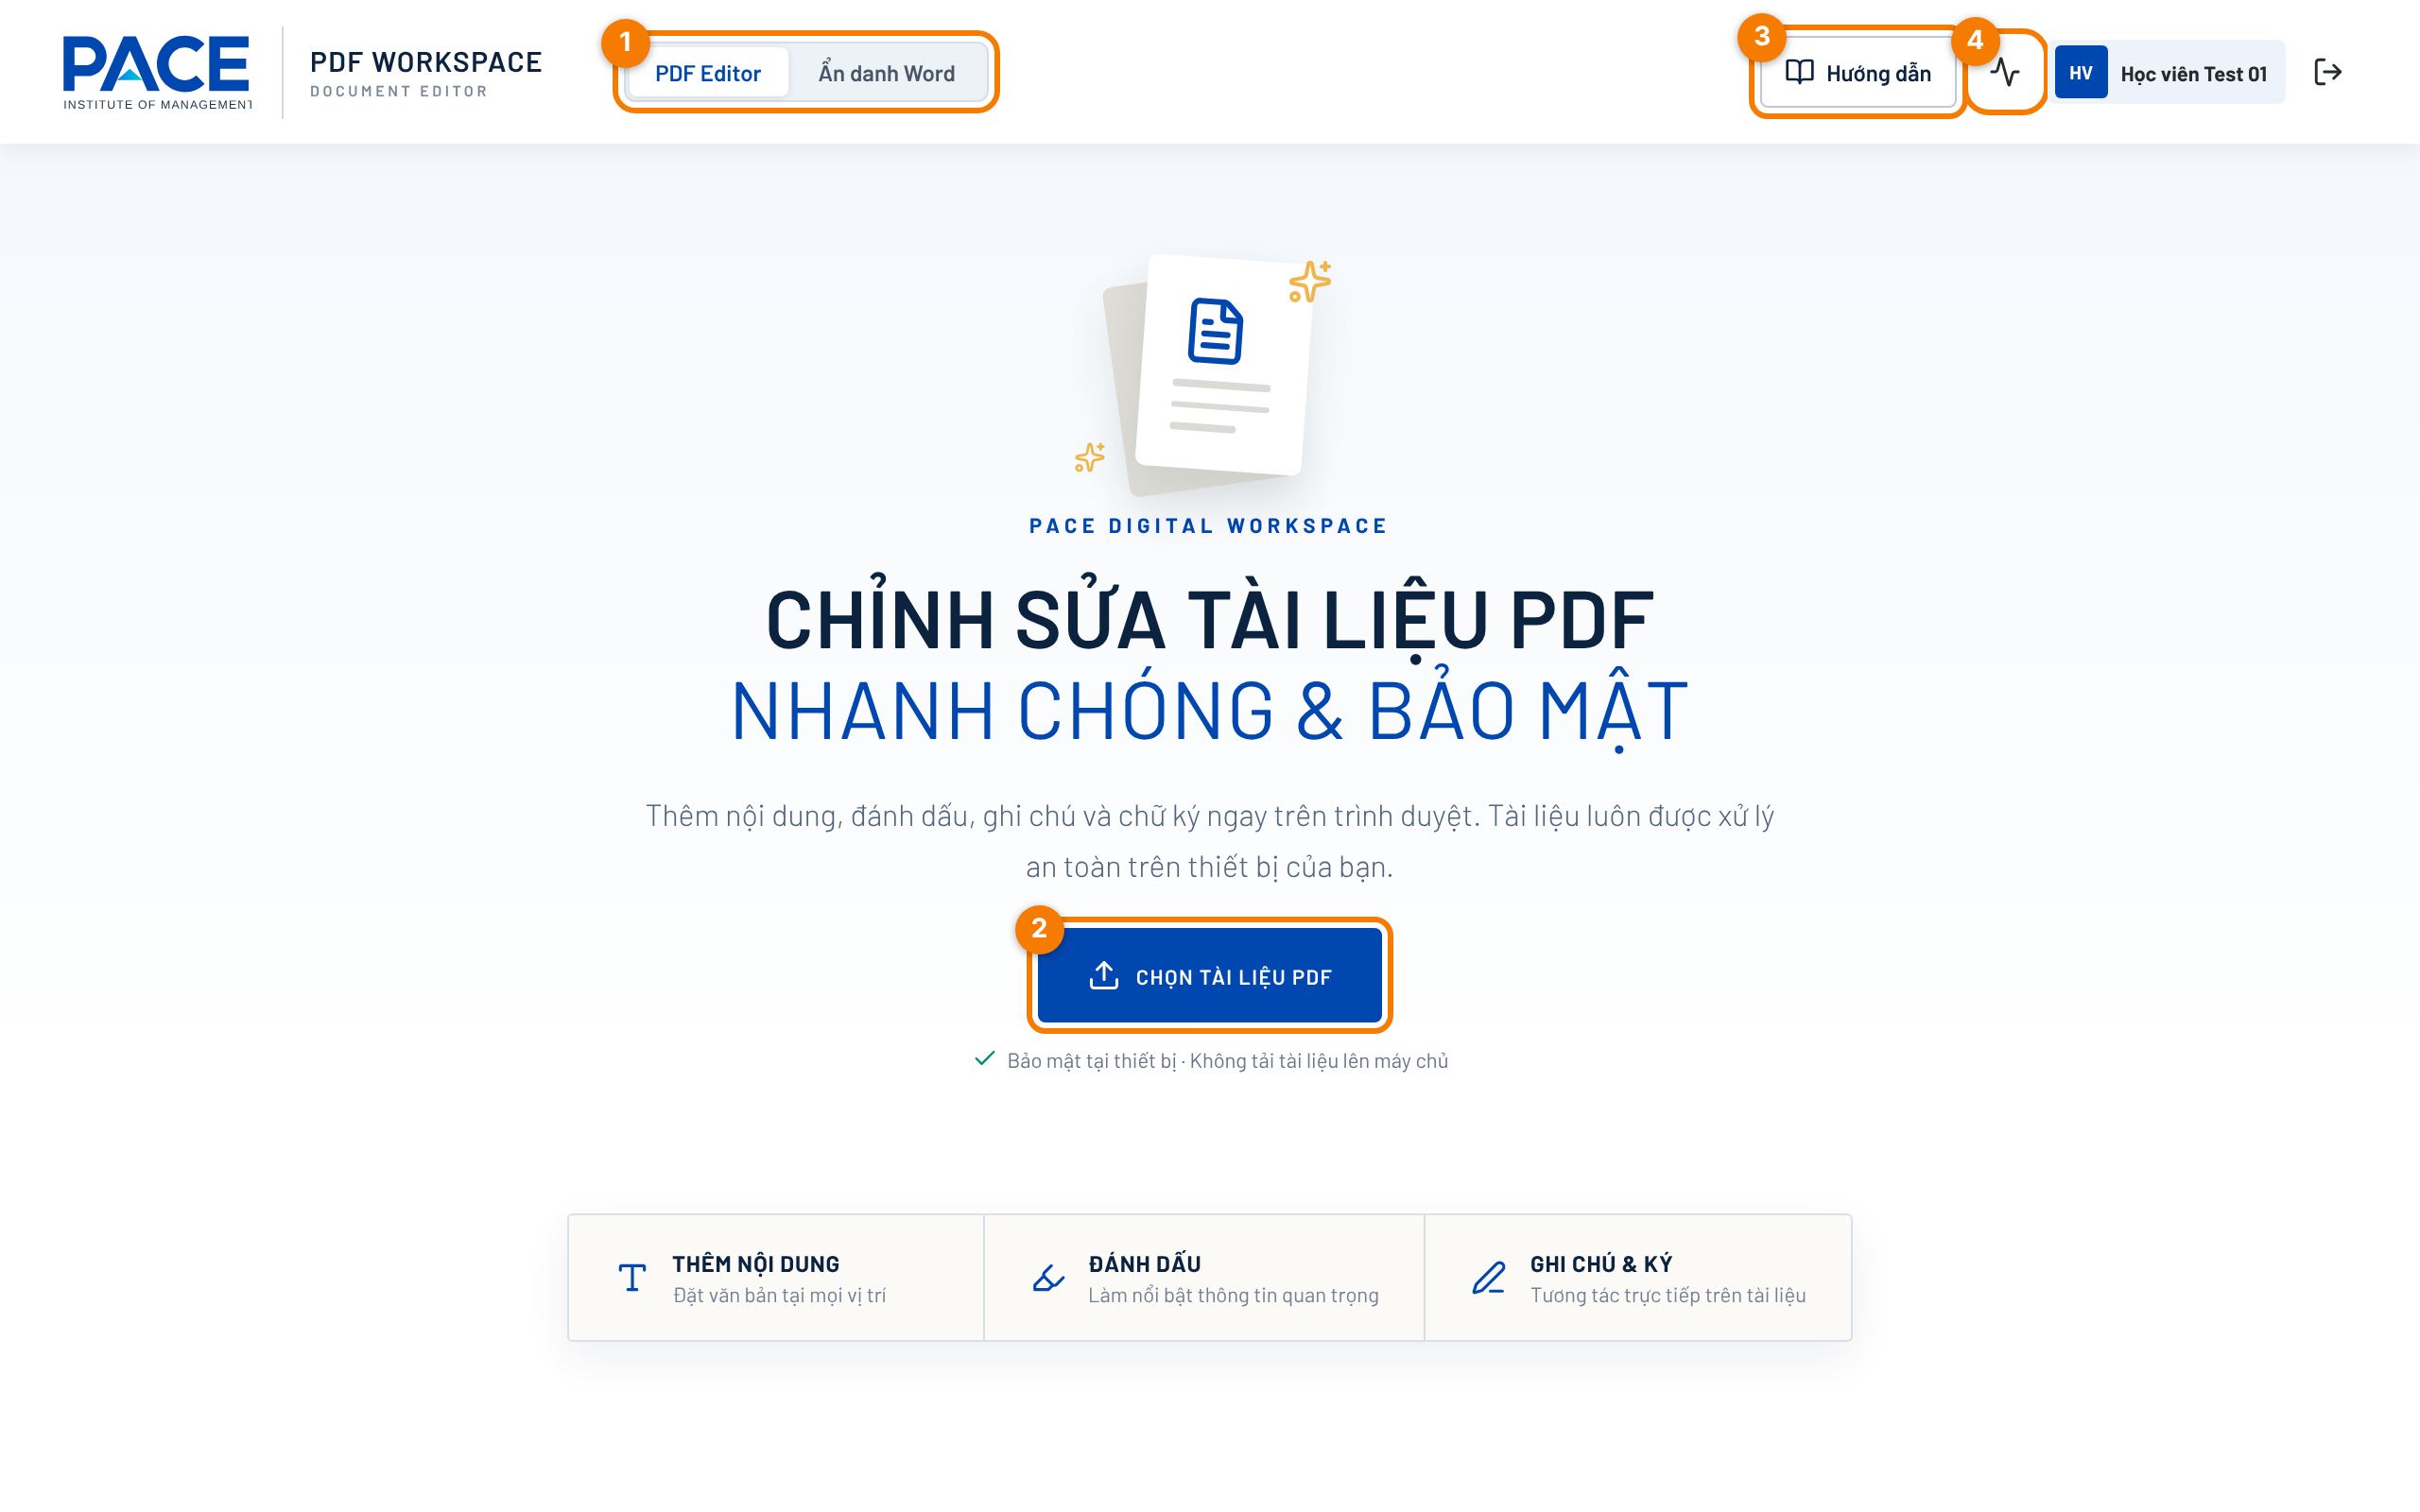 PACE
INSTITUTE OF MANAGEMENT
PDF WORKSPACE
DOCUMENT EDITOR
1
PDF Editor
Ẩn danh Word
3
Hướng dẫn
4
HV
Học viên Test 01
PACE DIGITAL WORKSPACE
CHỈNH SỬA TÀI LIỆU PDF
NHANH CHÓNG & BẢO MẬT
Thêm nội dung, đánh dấu, ghi chú và chữ ký ngay trên trình duyệt. Tài liệu luôn được xử lý
an toàn trên thiết bị của bạn.
2
CHỌN TÀI LIỆU PDF
Bảo mật tại thiết bị · Không tải tài liệu lên máy chủ
THÊM NỘI DUNG
Đặt văn bản tại mọi vị trí
ĐÁNH DẤU
Làm nổi bật thông tin quan trọng
GHI CHÚ & KÝ
Tương tác trực tiếp trên tài liệu